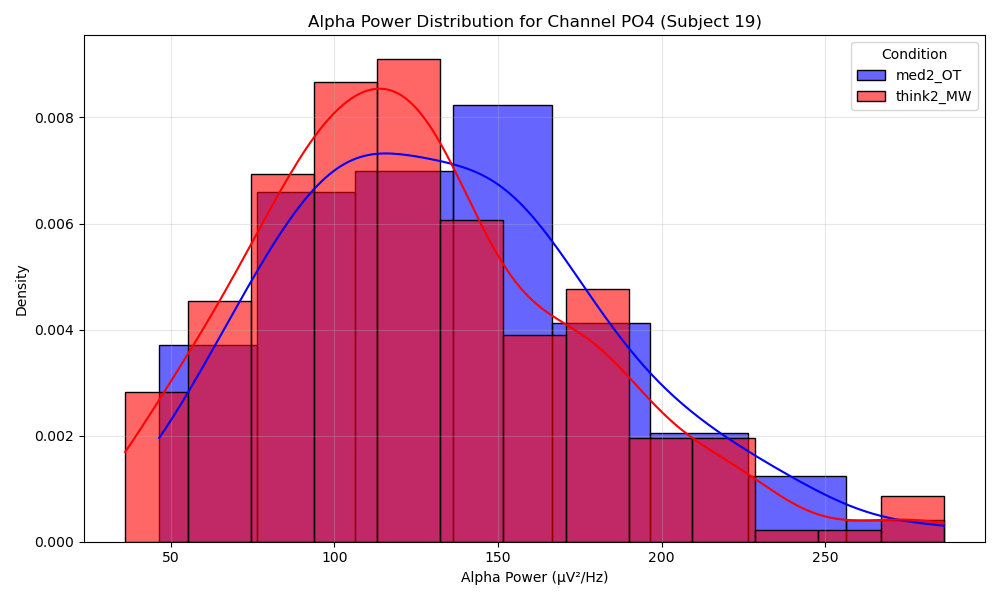 Alpha Power Distribution for Channel PO4 (Subject 19)
Condition
med2_OT
think2_MW
0.008
0.006
0.004
0.002
0.000
Density
50
100
150
200
250
Alpha Power (µV²/Hz)